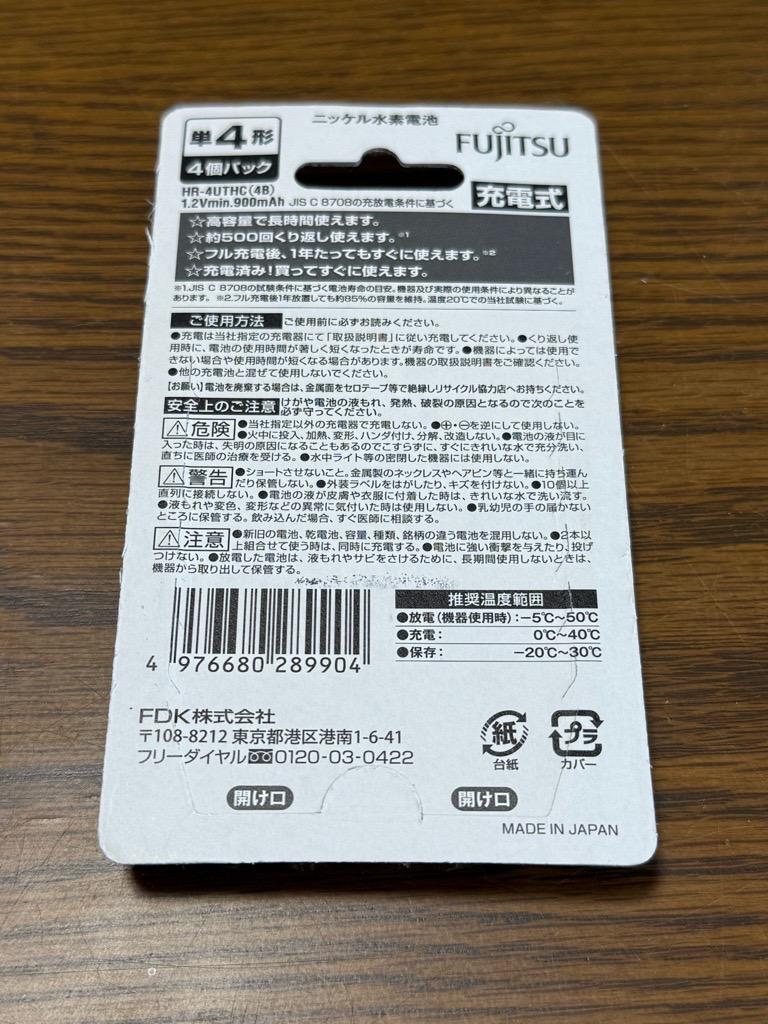 ニッケル水素電池
単4形
4個パック
FUJITSU
充電式
HR-4UTHC(4B)
1.2Vmin.900mAh JIS C 8708の充放電条件に基づく
☆高容量で長時間使えます。
☆約500回くり返し使えます。※1
☆フル充電後、1年たってもすぐに使えます。※2
☆充電済み!買ってすぐに使えます。
※1.JIS C 8708の試験条件に基づく電池寿命の目安。機器及び実際の使用条件により異なることが
あります。※2.フル充電後1年放置しても約85%の容量を維持。温度20℃での当社試験に基づく。
ご使用方法 ご使用前に必ずお読みください。
●充電は当社指定の充電器にて「取扱説明書」に従い充電してください。●くり返し使用
時に、電池の使用時間が著しく短くなったときが寿命です。●機器によっては使用で
きない場合や使用時間が短くなる場合があります。機器の取扱説明書をご確認ください。
●他の充電池と混ぜて使用しないでください。
【お願い】電池を廃棄する場合は、金属面をセロテープ等で絶縁しリサイクル協力店へお持ちください。
安全上のご注意 けがや電池の液もれ、発熱、破裂の原因となるので次のことを
必ず守ってください。
⚠危険 ●当社指定以外の充電器で充電しない。●⊕・⊖を逆にして使用しない。
●火中に投入、加熱、変形、ハンダ付け、分解、改造しない。●電池の液が目に
入った時は、失明の原因になることもあるのでこすらずに、すぐにきれいな水で充分洗い、
直ちに医師の治療を受ける。●水中ライト等の密閉した機器には使用しない。
⚠警告 ●ショートさせないこと。金属製のネックレスやヘアピン等と一緒に持ち運ん
だり保管しない。●外装ラベルをはがしたり、キズを付けない。●10個以上
直列に接続しない。●電池の液が皮膚や衣服に付着した時は、きれいな水で洗い流す。
●液もれや変色、変形などの異常に気付いた時は使用しない。●乳幼児の手の届かない
ところに保管する。飲み込んだ場合、すぐ医師に相談する。
⚠注意 ●新旧の電池、乾電池、容量、種類、銘柄の違う電池を混用しない。●2本以
上組合せて使う時は、同時に充電する。●電池に強い衝撃を与えたり、投げ
つけない。●放電した電池は、液もれやサビをさけるために、長期間使用しないときは、
機器から取り出して保管する。
推奨温度範囲
●放電(機器使用時):−5℃〜50℃
●充電: 0℃〜40℃
●保存: −20℃〜30℃
4 976680 289904
FDK株式会社
〒108-8212 東京都港区港南1-6-41
フリーダイヤル 0120-03-0422
紙
台紙
プラ
カバー
開け口
開け口
MADE IN JAPAN